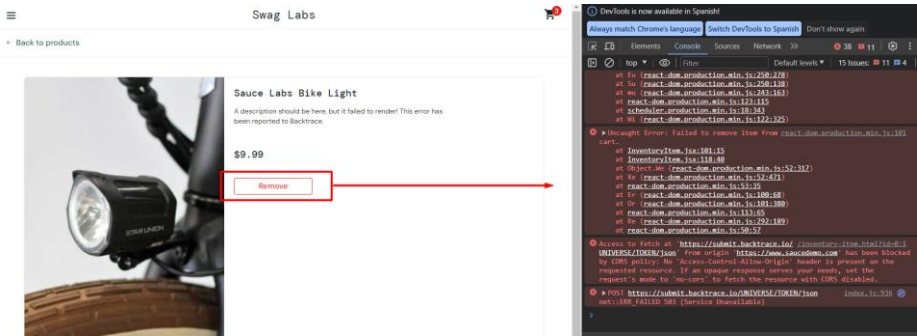 Swag Labs
3
← Back to products
STAR UNION
Sauce Labs Bike Light
A description should be here, but it failed to render! This error has
been reported to Backtrace.
$9.99
Remove
DevTools is now available in Spanish!
Always match Chrome's language Switch DevTools to Spanish Don't show again
Elements Console Sources Network >> 38 11
top ▼ Filter Default levels ▼ 15 Issues: 11 4
at Eu (react-dom.production.min.js:250:278)
at Su (react-dom.production.min.js:250:138)
at mu (react-dom.production.min.js:243:163)
at react-dom.production.min.js:123:115
at scheduler.production.min.js:18:343
at Wi (react-dom.production.min.js:122:325)
▶Uncaught Error: Failed to remove item from react-dom.production.min.js:101
cart.
at InventoryItem.jsx:101:15
at InventoryItem.jsx:118:40
at Object.We (react-dom.production.min.js:52:317)
at Xe (react-dom.production.min.js:52:471)
at react-dom.production.min.js:53:35
at Er (react-dom.production.min.js:100:68)
at Or (react-dom.production.min.js:101:380)
at react-dom.production.min.js:113:65
at Re (react-dom.production.min.js:292:189)
at react-dom.production.min.js:50:57
Access to fetch at 'https://submit.backtrace.io/ /inventory-item.html?id=0:1
UNIVERSE/TOKEN/json' from origin 'https://www.saucedemo.com' has been blocked
by CORS policy: No 'Access-Control-Allow-Origin' header is present on the
requested resource. If an opaque response serves your needs, set the
request's mode to 'no-cors' to fetch the resource with CORS disabled.
▶POST https://submit.backtrace.io/UNIVERSE/TOKEN/json index.js:936
net::ERR_FAILED 503 (Service Unavailable)